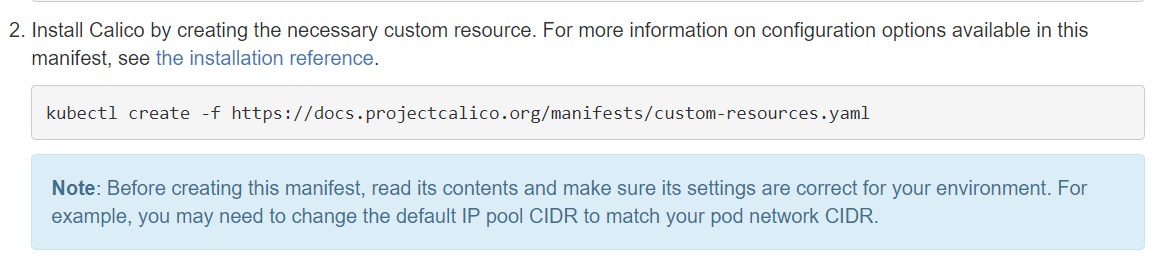 2. Install Calico by creating the necessary custom resource. For more information on configuration options available in this
manifest, see the installation reference.
kubectl create -f https://docs.projectcalico.org/manifests/custom-resources.yaml
Note: Before creating this manifest, read its contents and make sure its settings are correct for your environment. For
example, you may need to change the default IP pool CIDR to match your pod network CIDR.